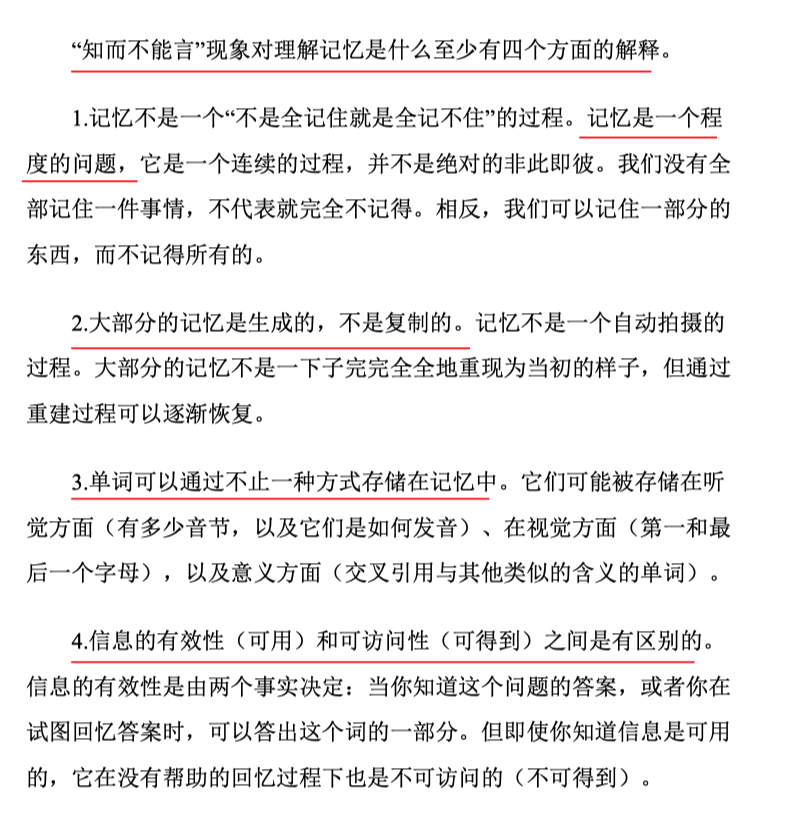 “知而不能言”现象对理解记忆是什么至少有四个方面的解释。
1.记忆不是一个“不是全记住就是全记不住”的过程。记忆是一个程
度的问题，它是一个连续的过程，并不是绝对的非此即彼。我们没有全
部记住一件事情，不代表就完全不记得。相反，我们可以记住一部分的
东西，而不记得所有的。
2.大部分的记忆是生成的，不是复制的。记忆不是一个自动拍摄的
过程。大部分的记忆不是一下子完完全全地重现为当初的样子，但通过
重建过程可以逐渐恢复。
3.单词可以通过不止一种方式存储在记忆中。它们可能被存储在听
觉方面（有多少音节，以及它们是如何发音）、在视觉方面（第一和最
后一个字母），以及意义方面（交叉引用与其他类似的含义的单词）。
4.信息的有效性（可用）和可访问性（可得到）之间是有区别的。
信息的有效性是由两个事实决定：当你知道这个问题的答案，或者你在
试图回忆答案时，可以答出这个词的一部分。但即使你知道信息是可用
的，它在没有帮助的回忆过程下也是不可访问的（不可得到）。